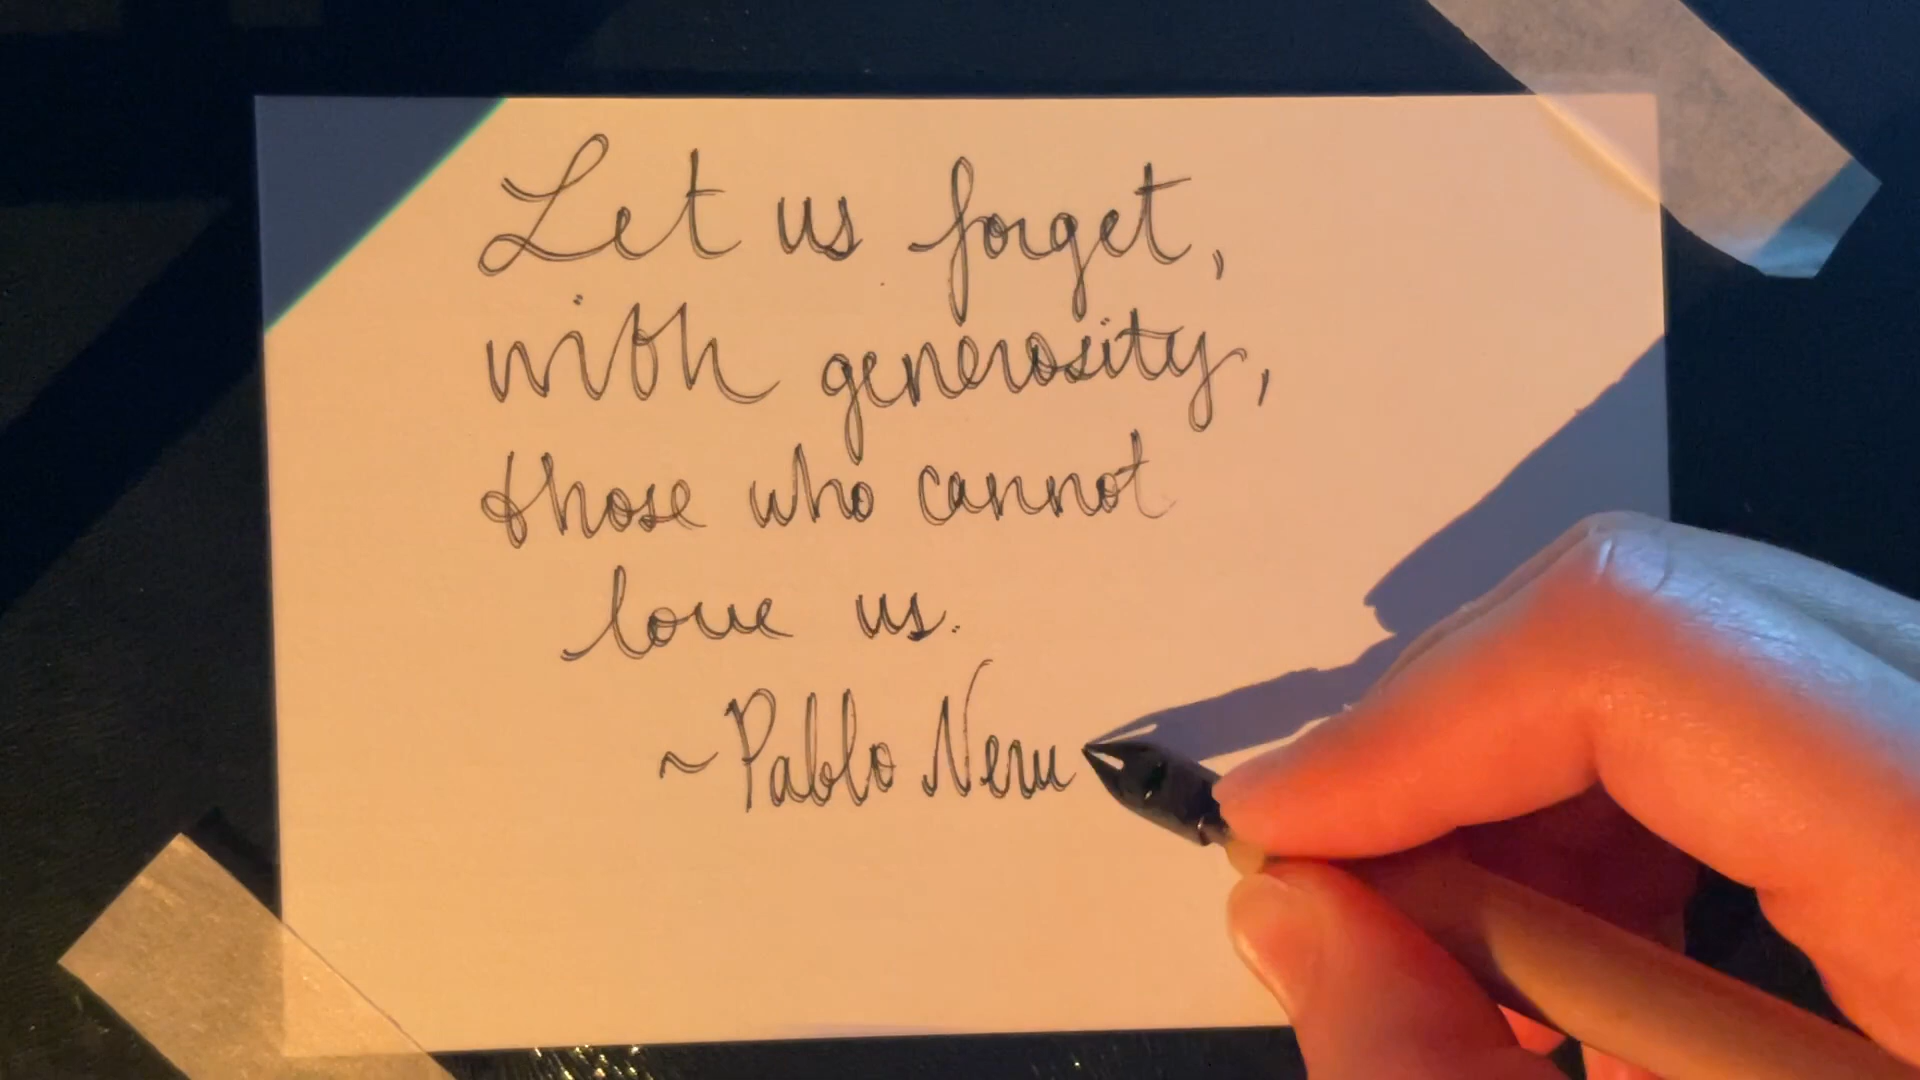 Let us forget,
with generosity,
those who cannot
love us.
~Pablo Neru